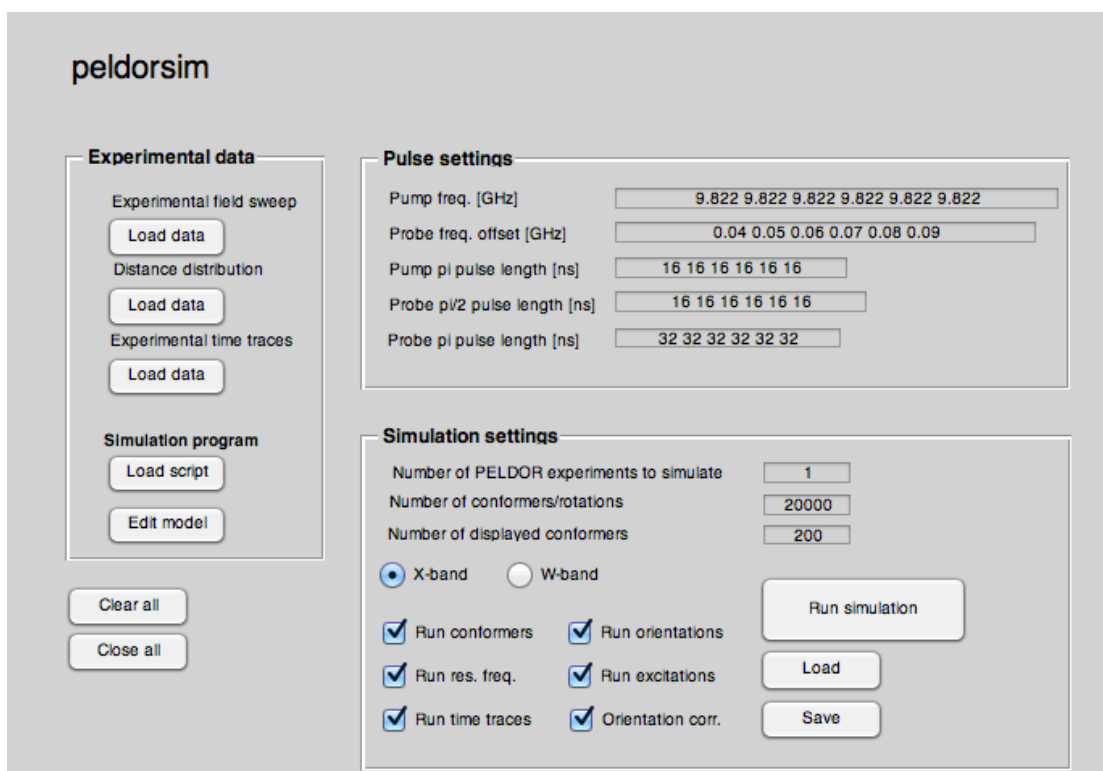 peldorsim
Experimental data
Experimental field sweep
Load data
Distance distribution
Load data
Experimental time traces
Load data
Simulation program
Load script
Edit model
Clear all
Close all
Pulse settings
Pump freq. [GHz] 9.822 9.822 9.822 9.822 9.822 9.822
Probe freq. offset [GHz] 0.04 0.05 0.06 0.07 0.08 0.09
Pump pi pulse length [ns] 16 16 16 16 16 16
Probe pi/2 pulse length [ns] 16 16 16 16 16 16
Probe pi pulse length [ns] 32 32 32 32 32 32
Simulation settings
Number of PELDOR experiments to simulate 1
Number of conformers/rotations 20000
Number of displayed conformers 200
X-band W-band
Run conformers Run orientations
Run res. freq. Run excitations
Run time traces Orientation corr.
Run simulation
Load
Save